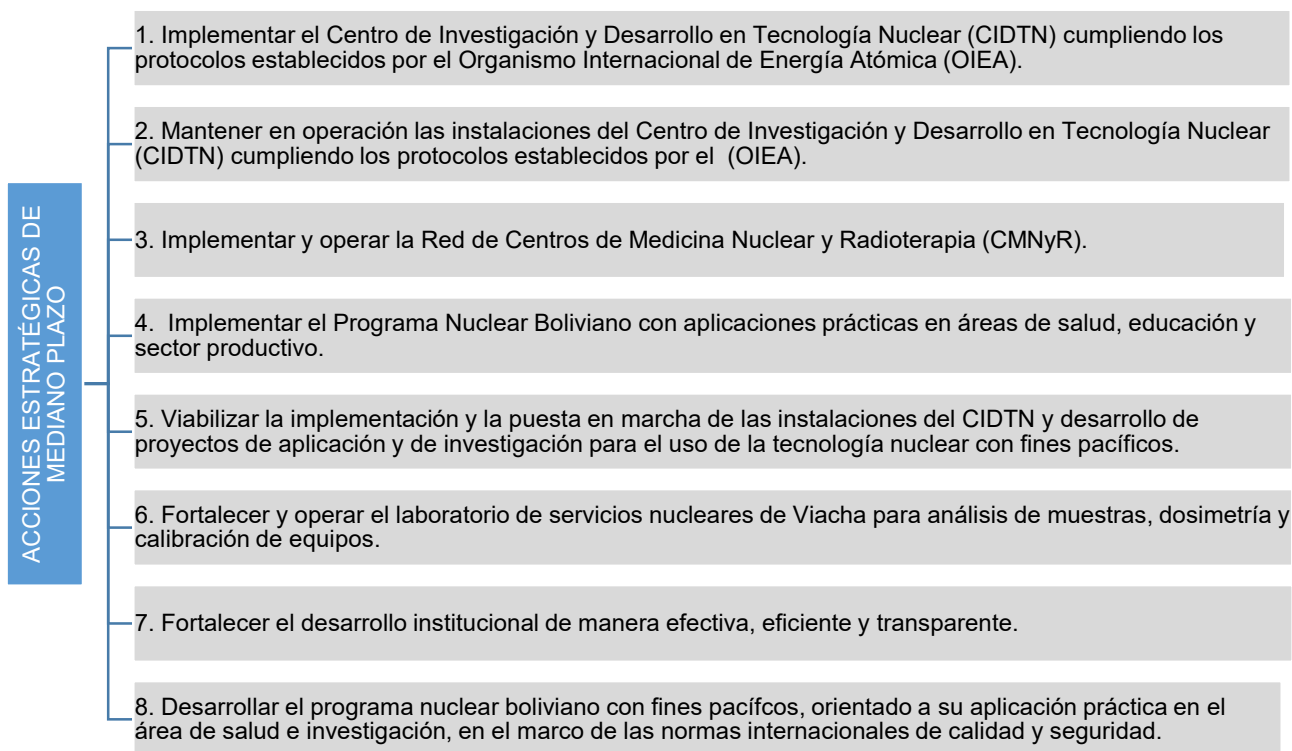 ACCIONES ESTRATÉGICAS DE
MEDIANO PLAZO
1. Implementar el Centro de Investigación y Desarrollo en Tecnología Nuclear (CIDTN) cumpliendo los
protocolos establecidos por el Organismo Internacional de Energía Atómica (OIEA).
2. Mantener en operación las instalaciones del Centro de Investigación y Desarrollo en Tecnología Nuclear
(CIDTN) cumpliendo los protocolos establecidos por el  (OIEA).
3. Implementar y operar la Red de Centros de Medicina Nuclear y Radioterapia (CMNyR).
4.  Implementar el Programa Nuclear Boliviano con aplicaciones prácticas en áreas de salud, educación y
sector productivo.
5. Viabilizar la implementación y la puesta en marcha de las instalaciones del CIDTN y desarrollo de
proyectos de aplicación y de investigación para el uso de la tecnología nuclear con fines pacíficos.
6. Fortalecer y operar el laboratorio de servicios nucleares de Viacha para análisis de muestras, dosimetría y
calibración de equipos.
7. Fortalecer el desarrollo institucional de manera efectiva, eficiente y transparente.
8. Desarrollar el programa nuclear boliviano con fines pacífcos, orientado a su aplicación práctica en el
área de salud e investigación, en el marco de las normas internacionales de calidad y seguridad.